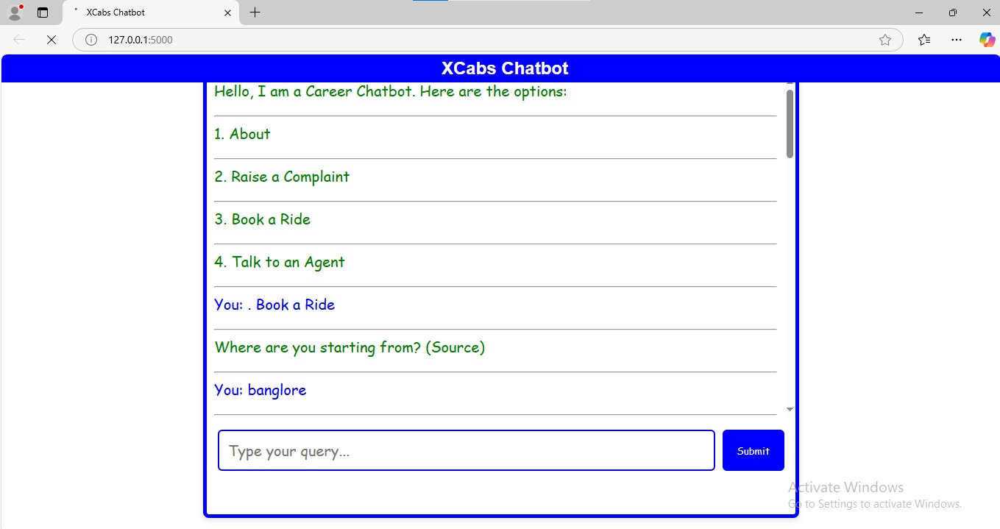 XCabs Chatbot
127.0.0.1:5000
XCabs Chatbot
Hello, I am a Career Chatbot. Here are the options:
1. About
2. Raise a Complaint
3. Book a Ride
4. Talk to an Agent
You: . Book a Ride
Where are you starting from? (Source)
You: banglore
Type your query...
Submit
Activate Windows
Go to Settings to activate Windows.